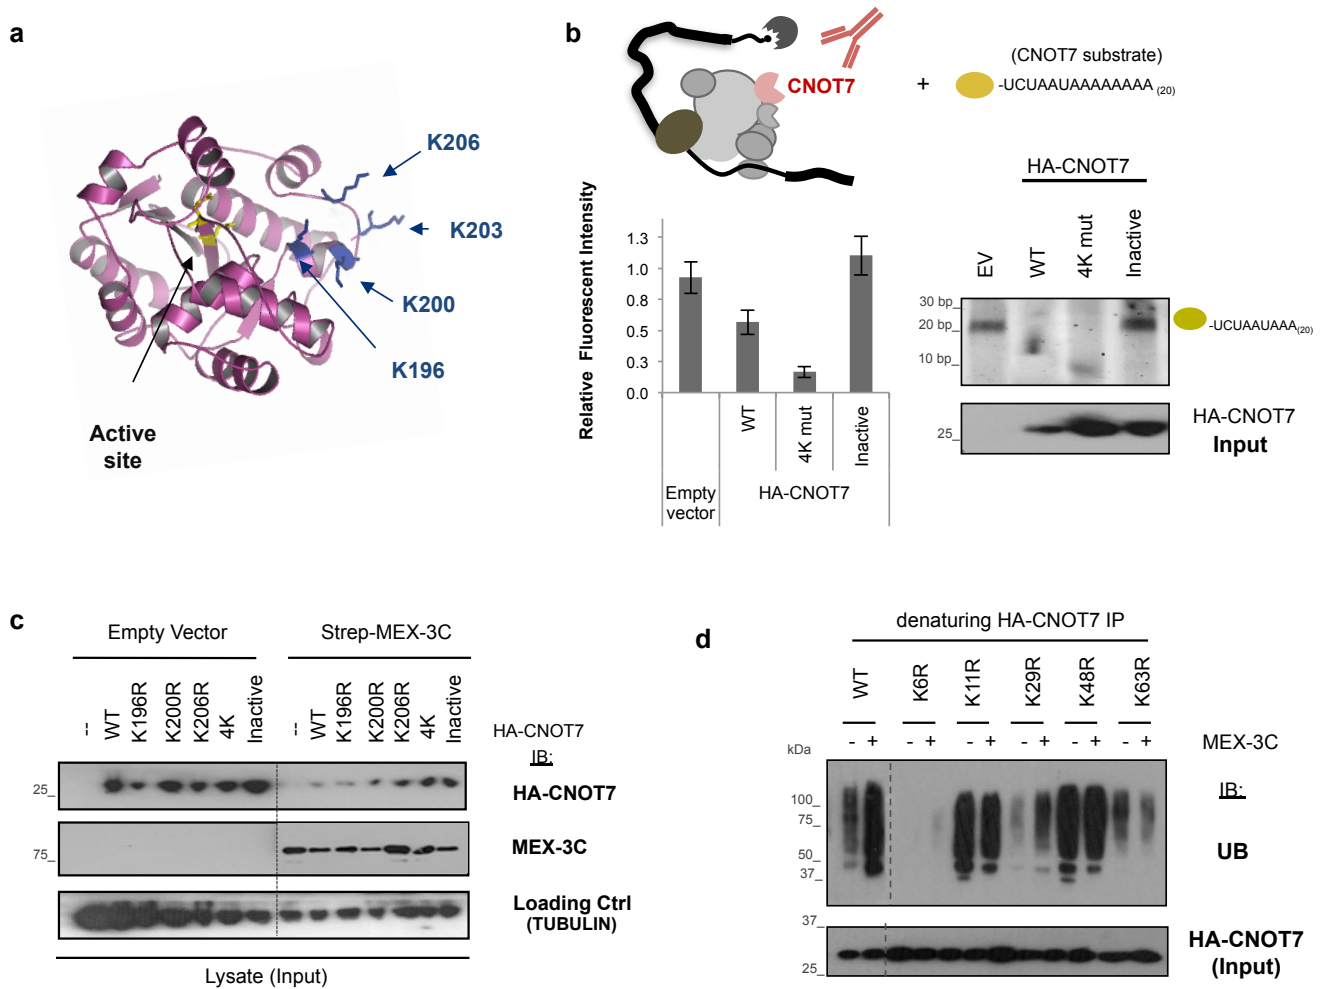 a
K206
K203
K200
K196
Active
site
b
CNOT7
+
(CNOT7 substrate)
-UCUAAUAAAAAAAA (20)
Relative Fluorescent Intensity
1.3
1.0
0.8
0.5
0.3
0.0
WT
4K mut
Inactive
Empty
vector
HA-CNOT7
HA-CNOT7
EV
WT
4K mut
Inactive
30 bp
20 bp
10 bp
-UCUAAUAAA(20)
25
HA-CNOT7
Input
c
Empty Vector
Strep-MEX-3C
--
WT
K196R
K200R
K206R
4K
Inactive
--
WT
K196R
K200R
K206R
4K
Inactive
HA-CNOT7
IB:
25
HA-CNOT7
75
MEX-3C
Loading Ctrl
(TUBULIN)
Lysate (Input)
d
denaturing HA-CNOT7 IP
WT
K6R
K11R
K29R
K48R
K63R
- + - + - + - + - + - +
MEX-3C
kDa
IB:
100
75
50
37
UB
37
25
HA-CNOT7
(Input)